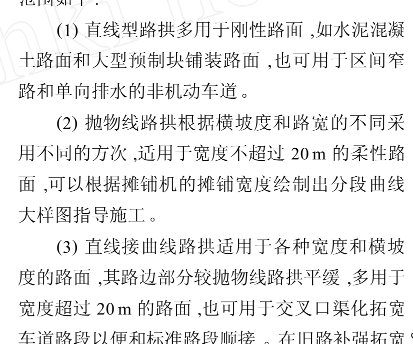 (1) 直线型路拱多用于刚性路面 ,如水泥混凝
土路面和大型预制块铺装路面 ,也可用于区间窄
路和单向排水的非机动车道 。
(2) 抛物线路拱根据横坡度和路宽的不同采
用不同的方次 ,适用于宽度不超过 20 m 的柔性路
面 ,可以根据摊铺机的摊铺宽度绘制出分段曲线
大样图指导施工 。
(3) 直线接曲线路拱适用于各种宽度和横坡
度的路面 ,其路边部分较抛物线路拱平缓 ,多用于
宽度超过 20 m 的路面 ,也可用于交叉口渠化拓宽
车道路段以便和标准路段顺接 。在旧路补强拓宽